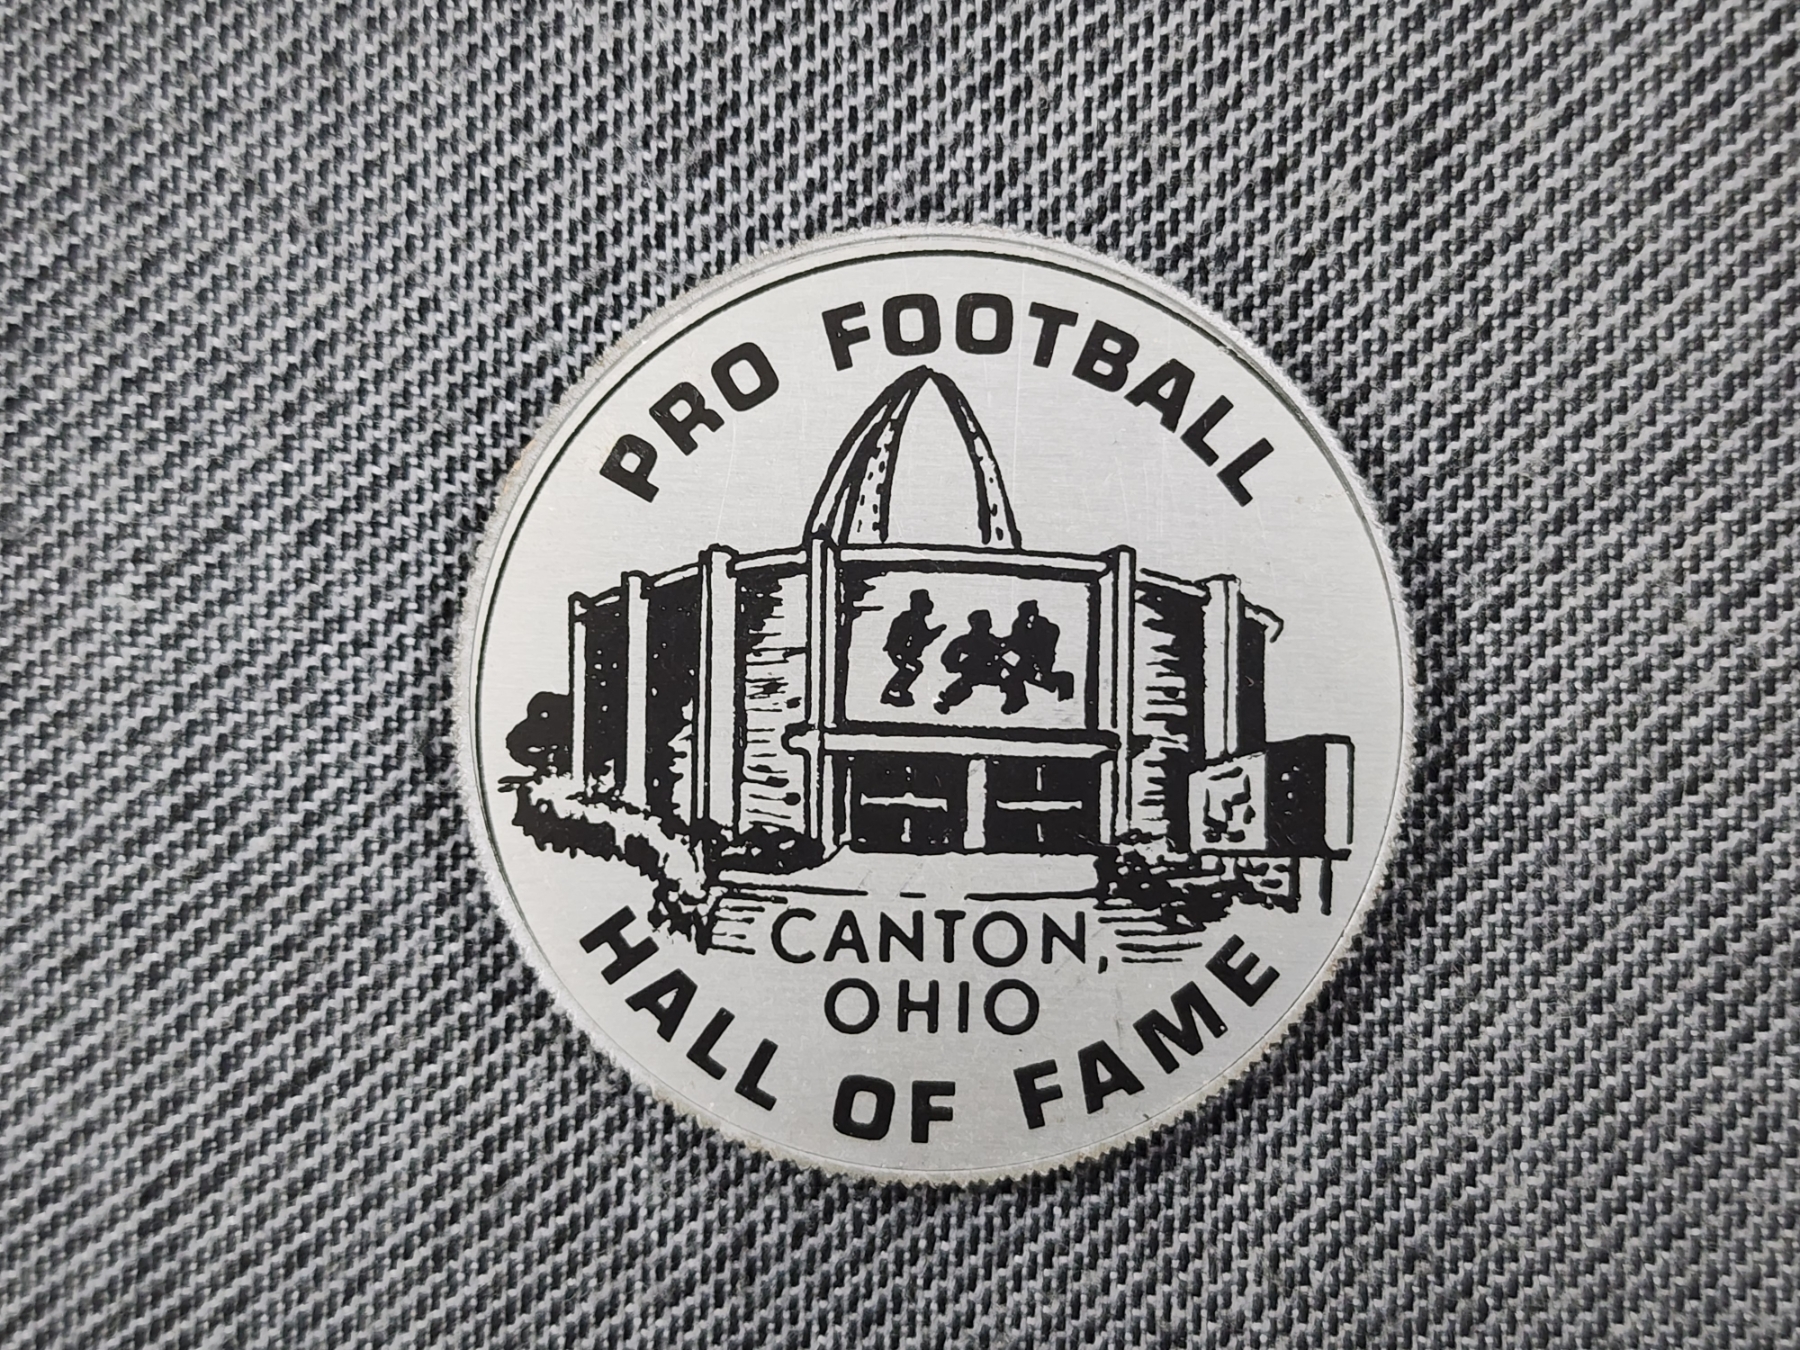 PRO FOOTBALL
CANTON,
OHIO
HALL OF FAME